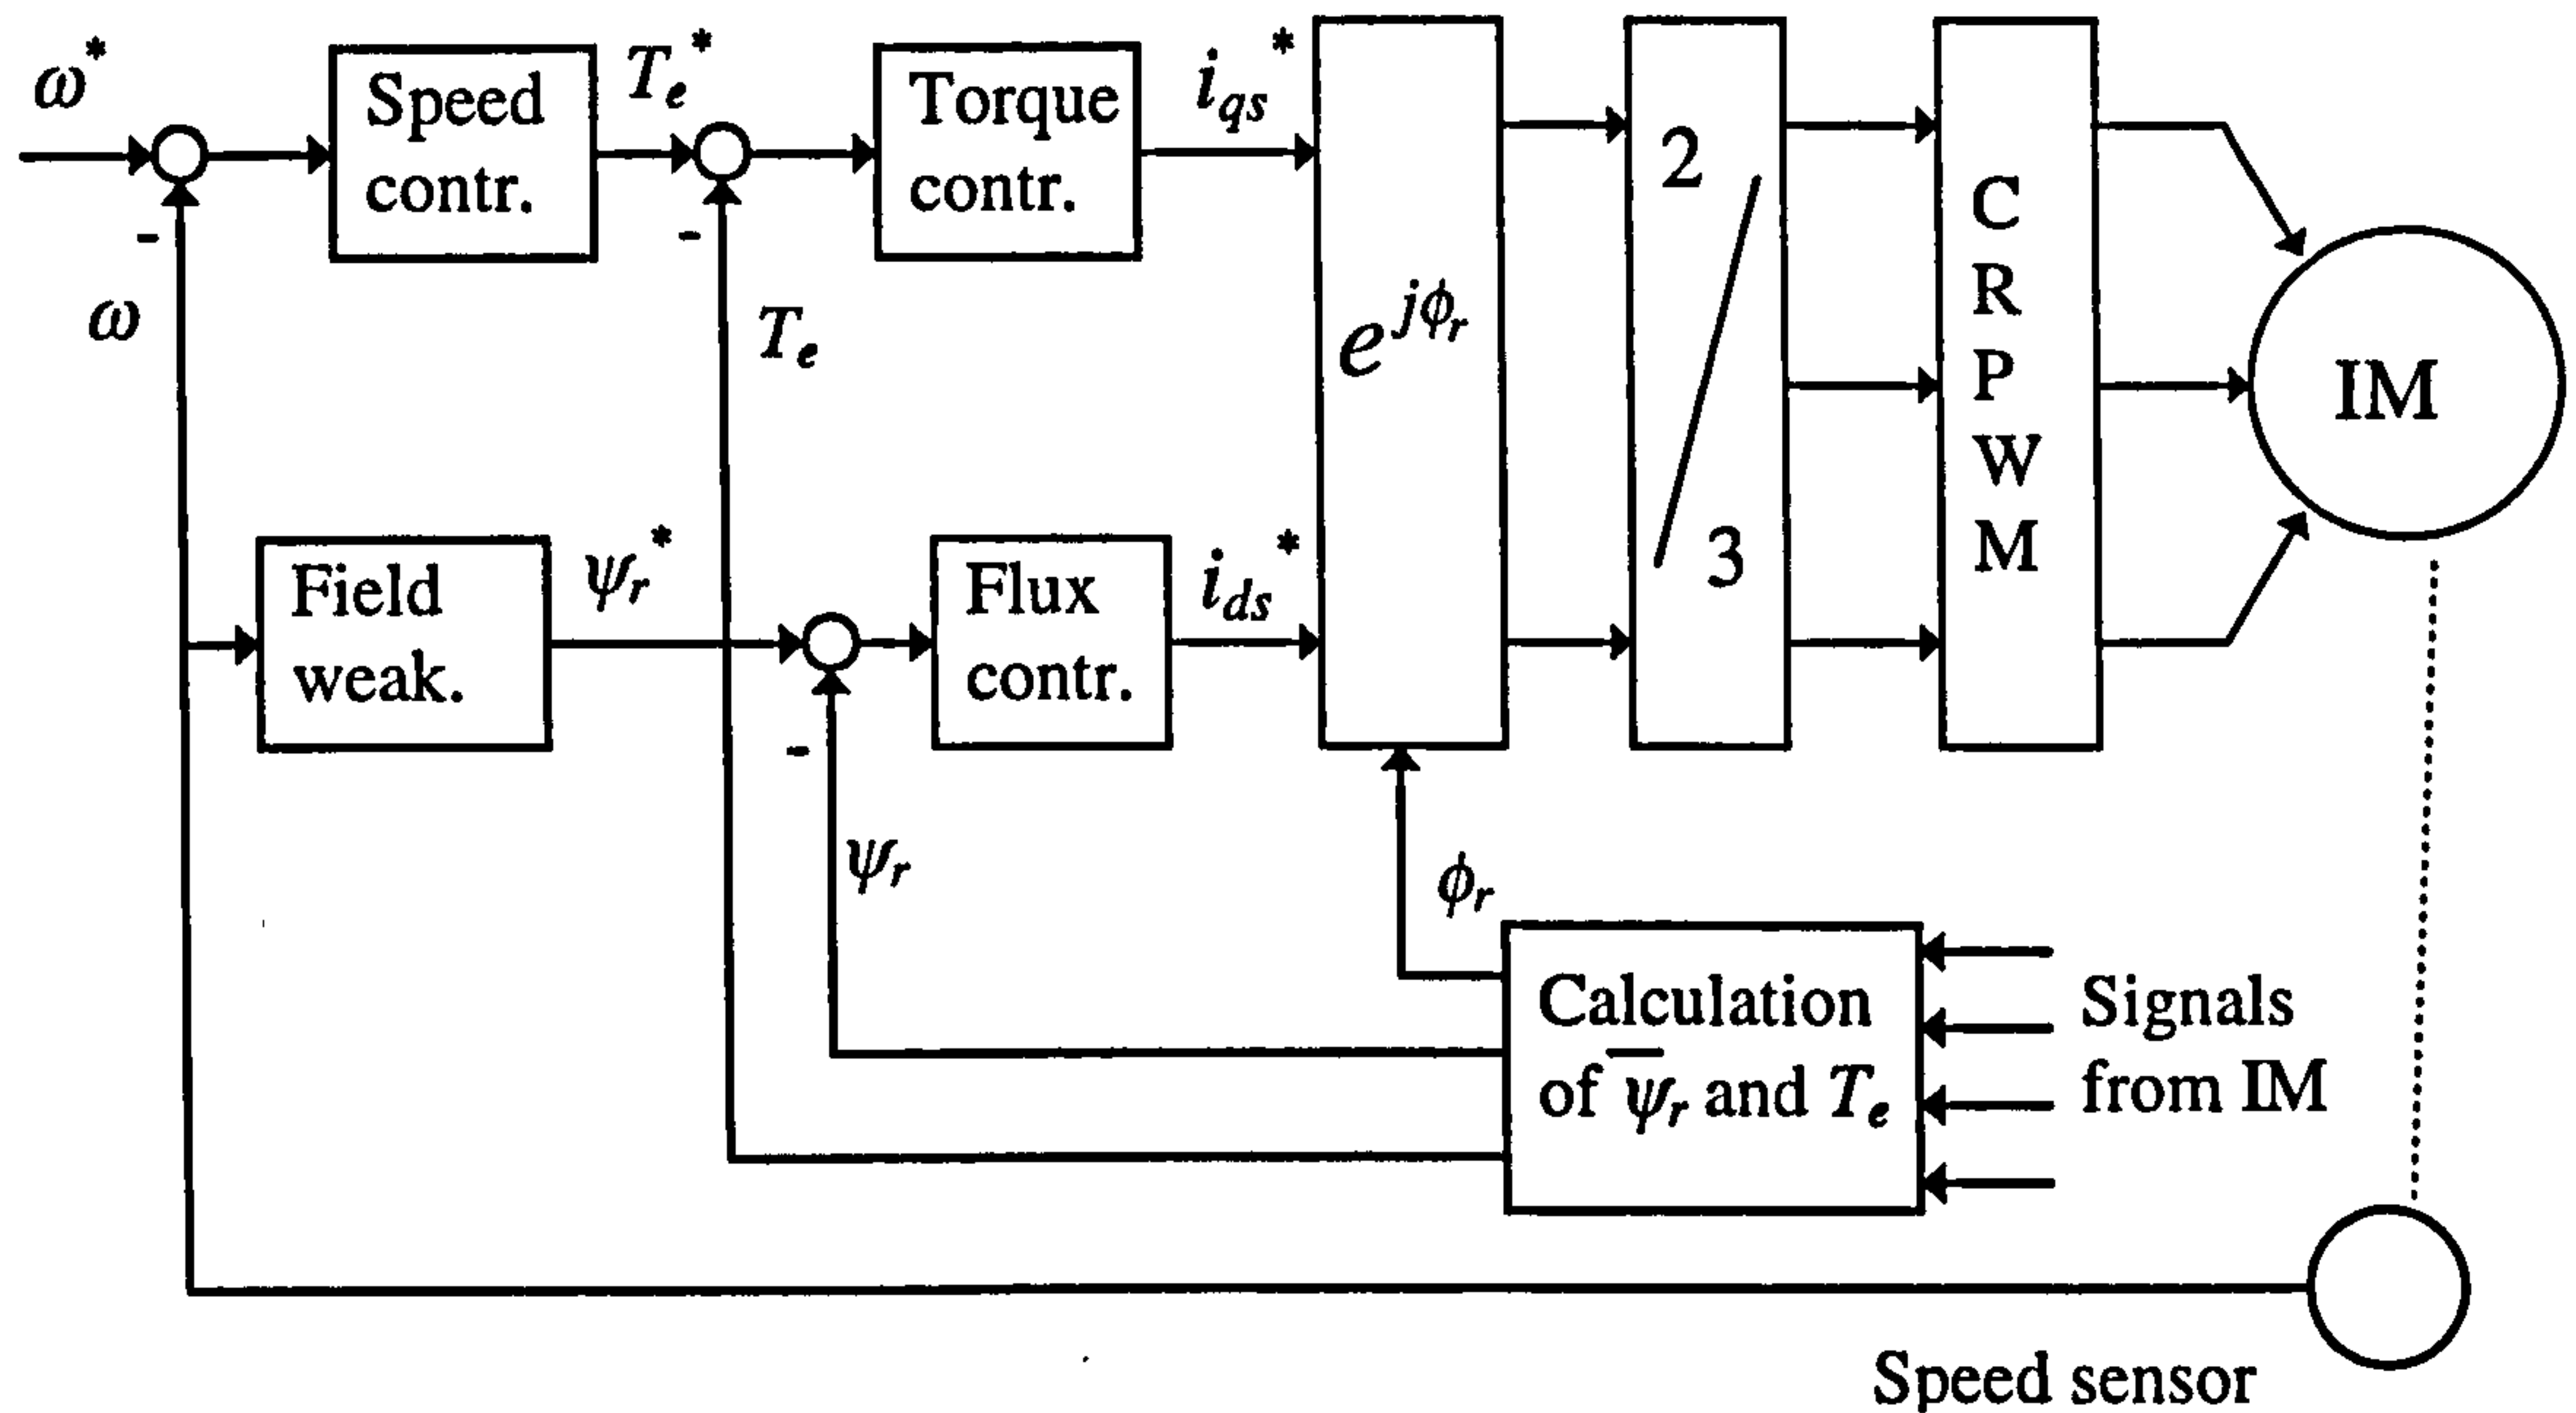 ω*
Speed
contr.
Te*
Torque
contr.
iqs*
-
-
ω
Te
e^jϕr
2
3
C
R
P
W
M
IM
Field
weak.
ψr*
Flux
contr.
ids*
-
ψr
ϕr
Calculation
of ψ̅r and Te
Signals
from IM
Speed sensor